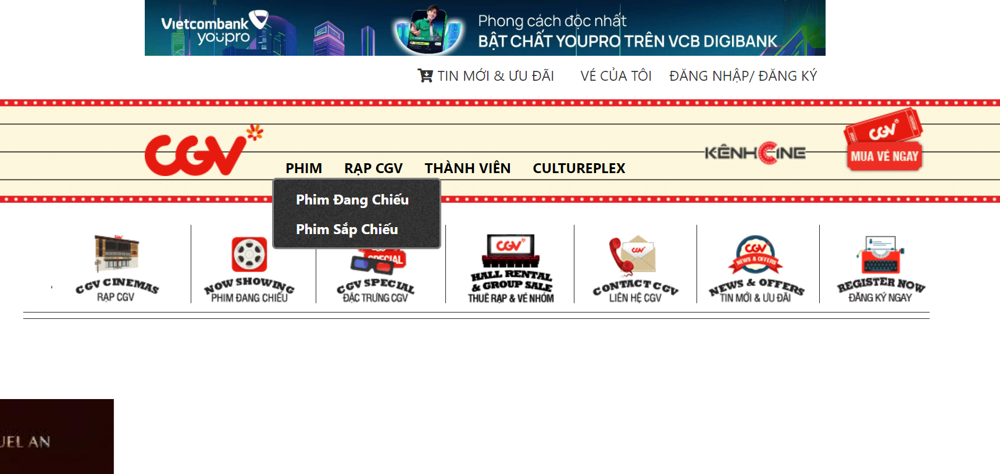 Vietcombank
youpro
Phong cách độc nhất
BẬT CHẤT YOUPRO TRÊN VCB DIGIBANK
TIN MỚI & ƯU ĐÃI
VÉ CỦA TÔI
ĐĂNG NHẬP/ ĐĂNG KÝ
CGV
PHIM
RẠP CGV
THÀNH VIÊN
CULTUREPLEX
KÊNH CINE
CGV
MUA VÉ NGAY
Phim Đang Chiếu
Phim Sắp Chiếu
CGV CINEMAS
RẠP CGV
NOW SHOWING
PHIM ĐANG CHIẾU
SPECIAL
CGV SPECIAL
ĐẶC TRƯNG CGV
CGV
HALL RENTAL
& GROUP SALE
THUÊ RẠP & VÉ NHÓM
CGV
CONTACT CGV
LIÊN HỆ CGV
CGV
NEWS & OFFERS
NEWS & OFFERS
TIN MỚI & ƯU ĐÃI
REGISTER NOW
ĐĂNG KÝ NGAY
UEL AN